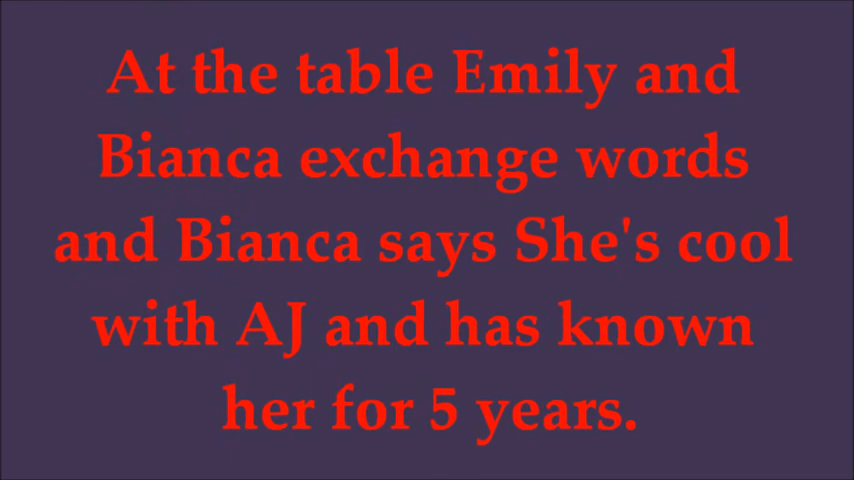 At the table Emily and
Bianca exchange words
and Bianca says She's cool
with AJ and has known
her for 5 years.